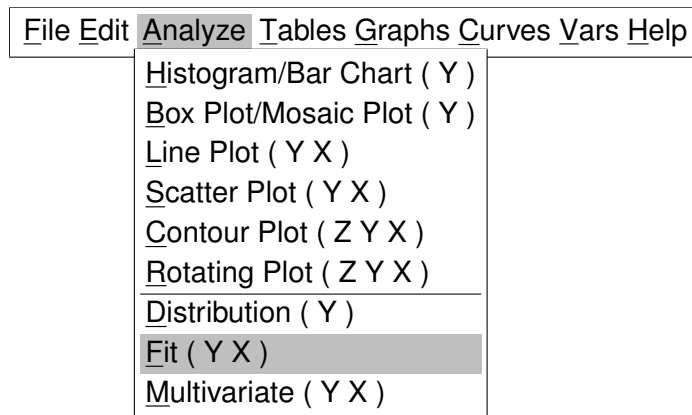 File Edit Analyze Tables Graphs Curves Vars Help
Histogram/Bar Chart ( Y )
Box Plot/Mosaic Plot ( Y )
Line Plot ( Y X )
Scatter Plot ( Y X )
Contour Plot ( Z Y X )
Rotating Plot ( Z Y X )
Distribution ( Y )
Fit ( Y X )
Multivariate ( Y X )